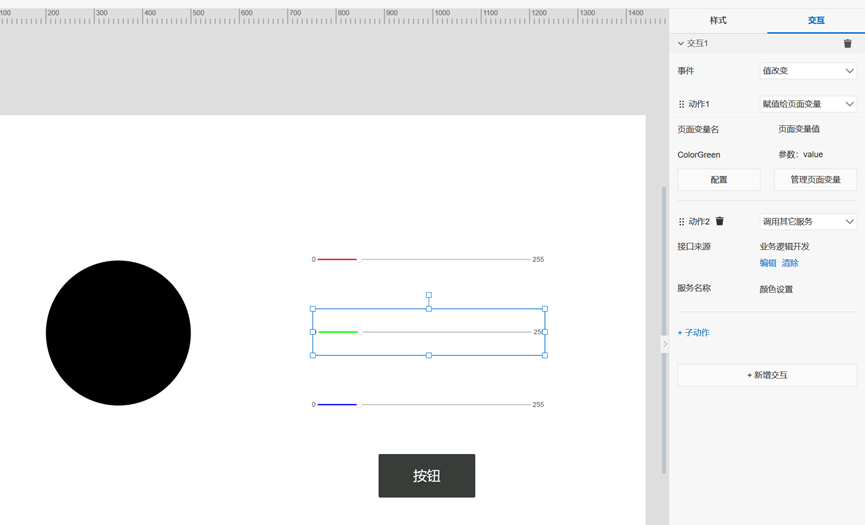 100 200 300 400 500 600 700 800 900 1000 1100 1200 1300 1400
样式 交互
交互1
事件 值改变
动作1 赋值给页面变量
页面变量名 页面变量值
ColorGreen 参数：value
配置 管理页面变量
动作2 调用其它服务
接口来源 业务逻辑开发
编辑 清除
服务名称 颜色设置
+ 子动作
+ 新增交互
0 255
255
0 255
按钮